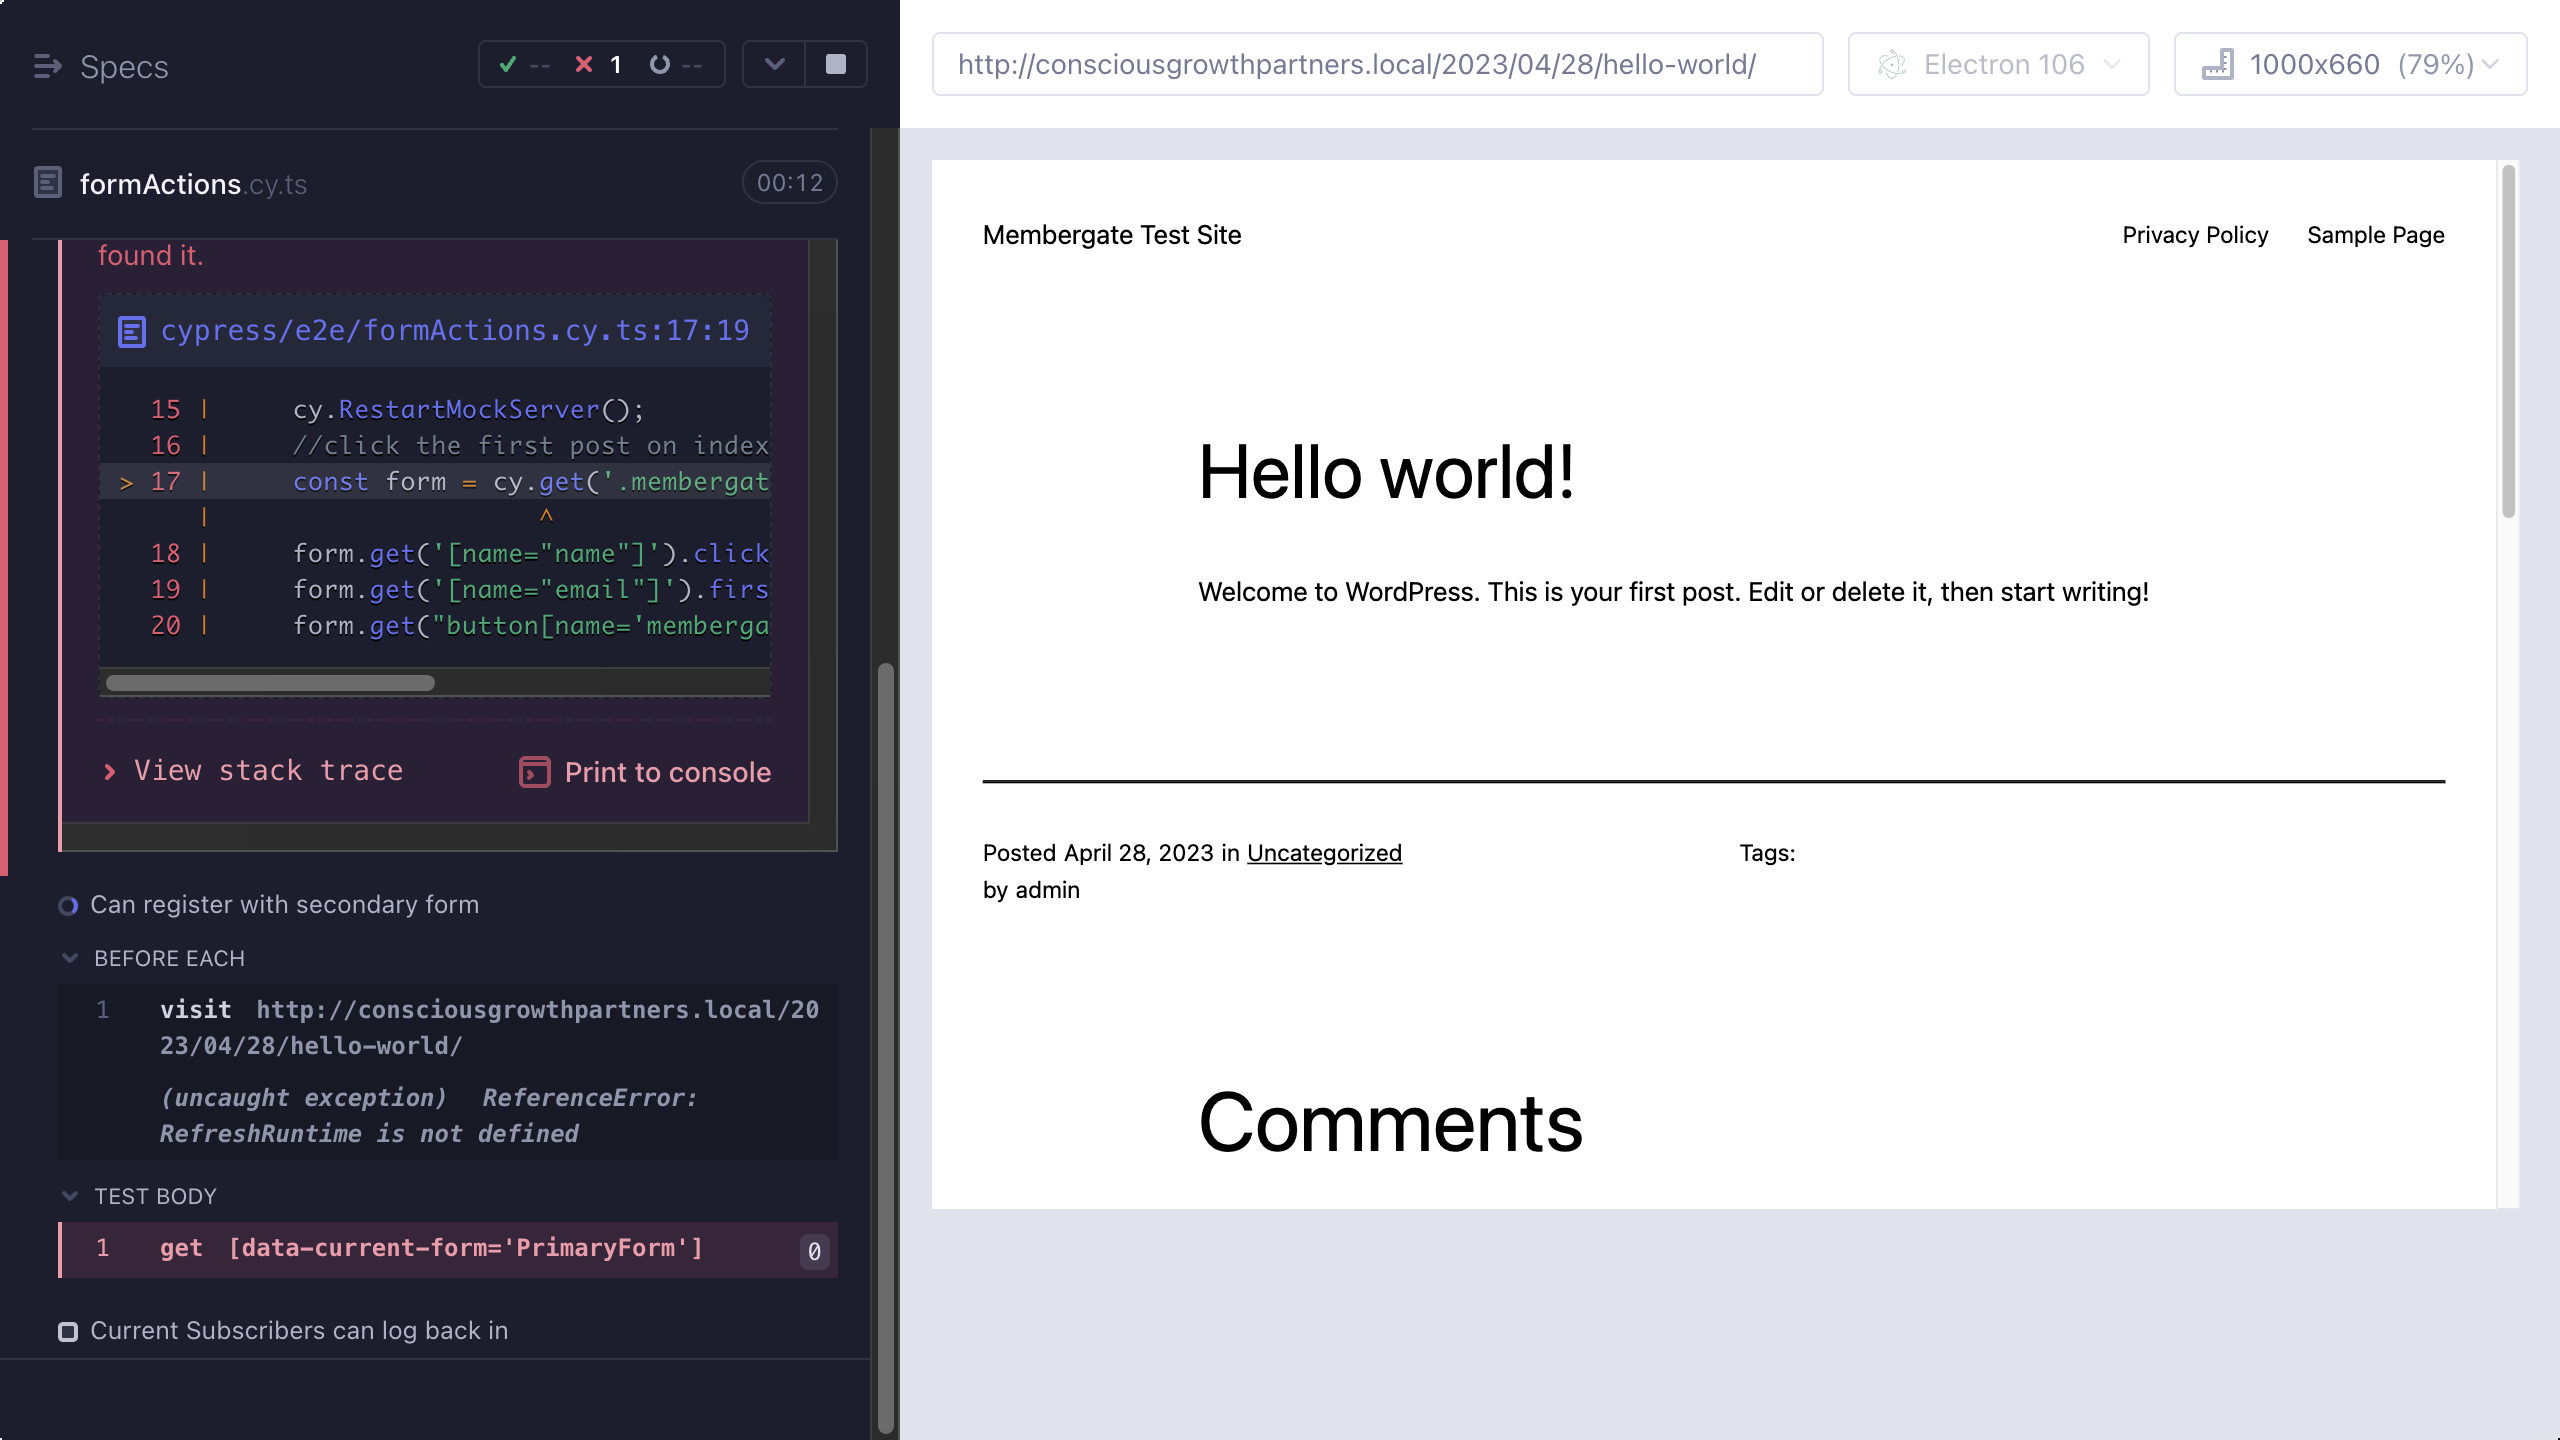 Specs
-- 1 --
formActions.cy.ts 00:12
found it.
cypress/e2e/formActions.cy.ts:17:19
15 | cy.RestartMockServer();
16 | //click the first post on index
> 17 | const form = cy.get('.membergat
| ^
18 | form.get('[name="name"]').click
19 | form.get('[name="email"]').firs
20 | form.get("button[name='memberga
View stack trace
Print to console
Can register with secondary form
BEFORE EACH
1 visit http://consciousgrowthpartners.local/20
23/04/28/hello-world/
(uncaught exception) ReferenceError:
RefreshRuntime is not defined
TEST BODY
1 get [data-current-form='PrimaryForm'] 0
Current Subscribers can log back in
http://consciousgrowthpartners.local/2023/04/28/hello-world/
Electron 106
1000x660 (79%)
Membergate Test Site
Privacy Policy Sample Page
Hello world!
Welcome to WordPress. This is your first post. Edit or delete it, then start writing!
Posted April 28, 2023 in Uncategorized
by admin
Tags:
Comments